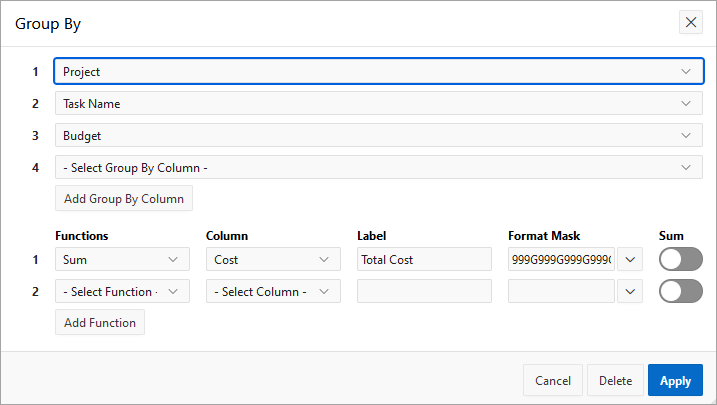 Group By
1 Project
2 Task Name
3 Budget
4 - Select Group By Column -
Add Group By Column
Functions Column Label Format Mask Sum
1 Sum Cost Total Cost 999G999G999G999G
2 - Select Function - - Select Column -
Add Function
Cancel Delete Apply